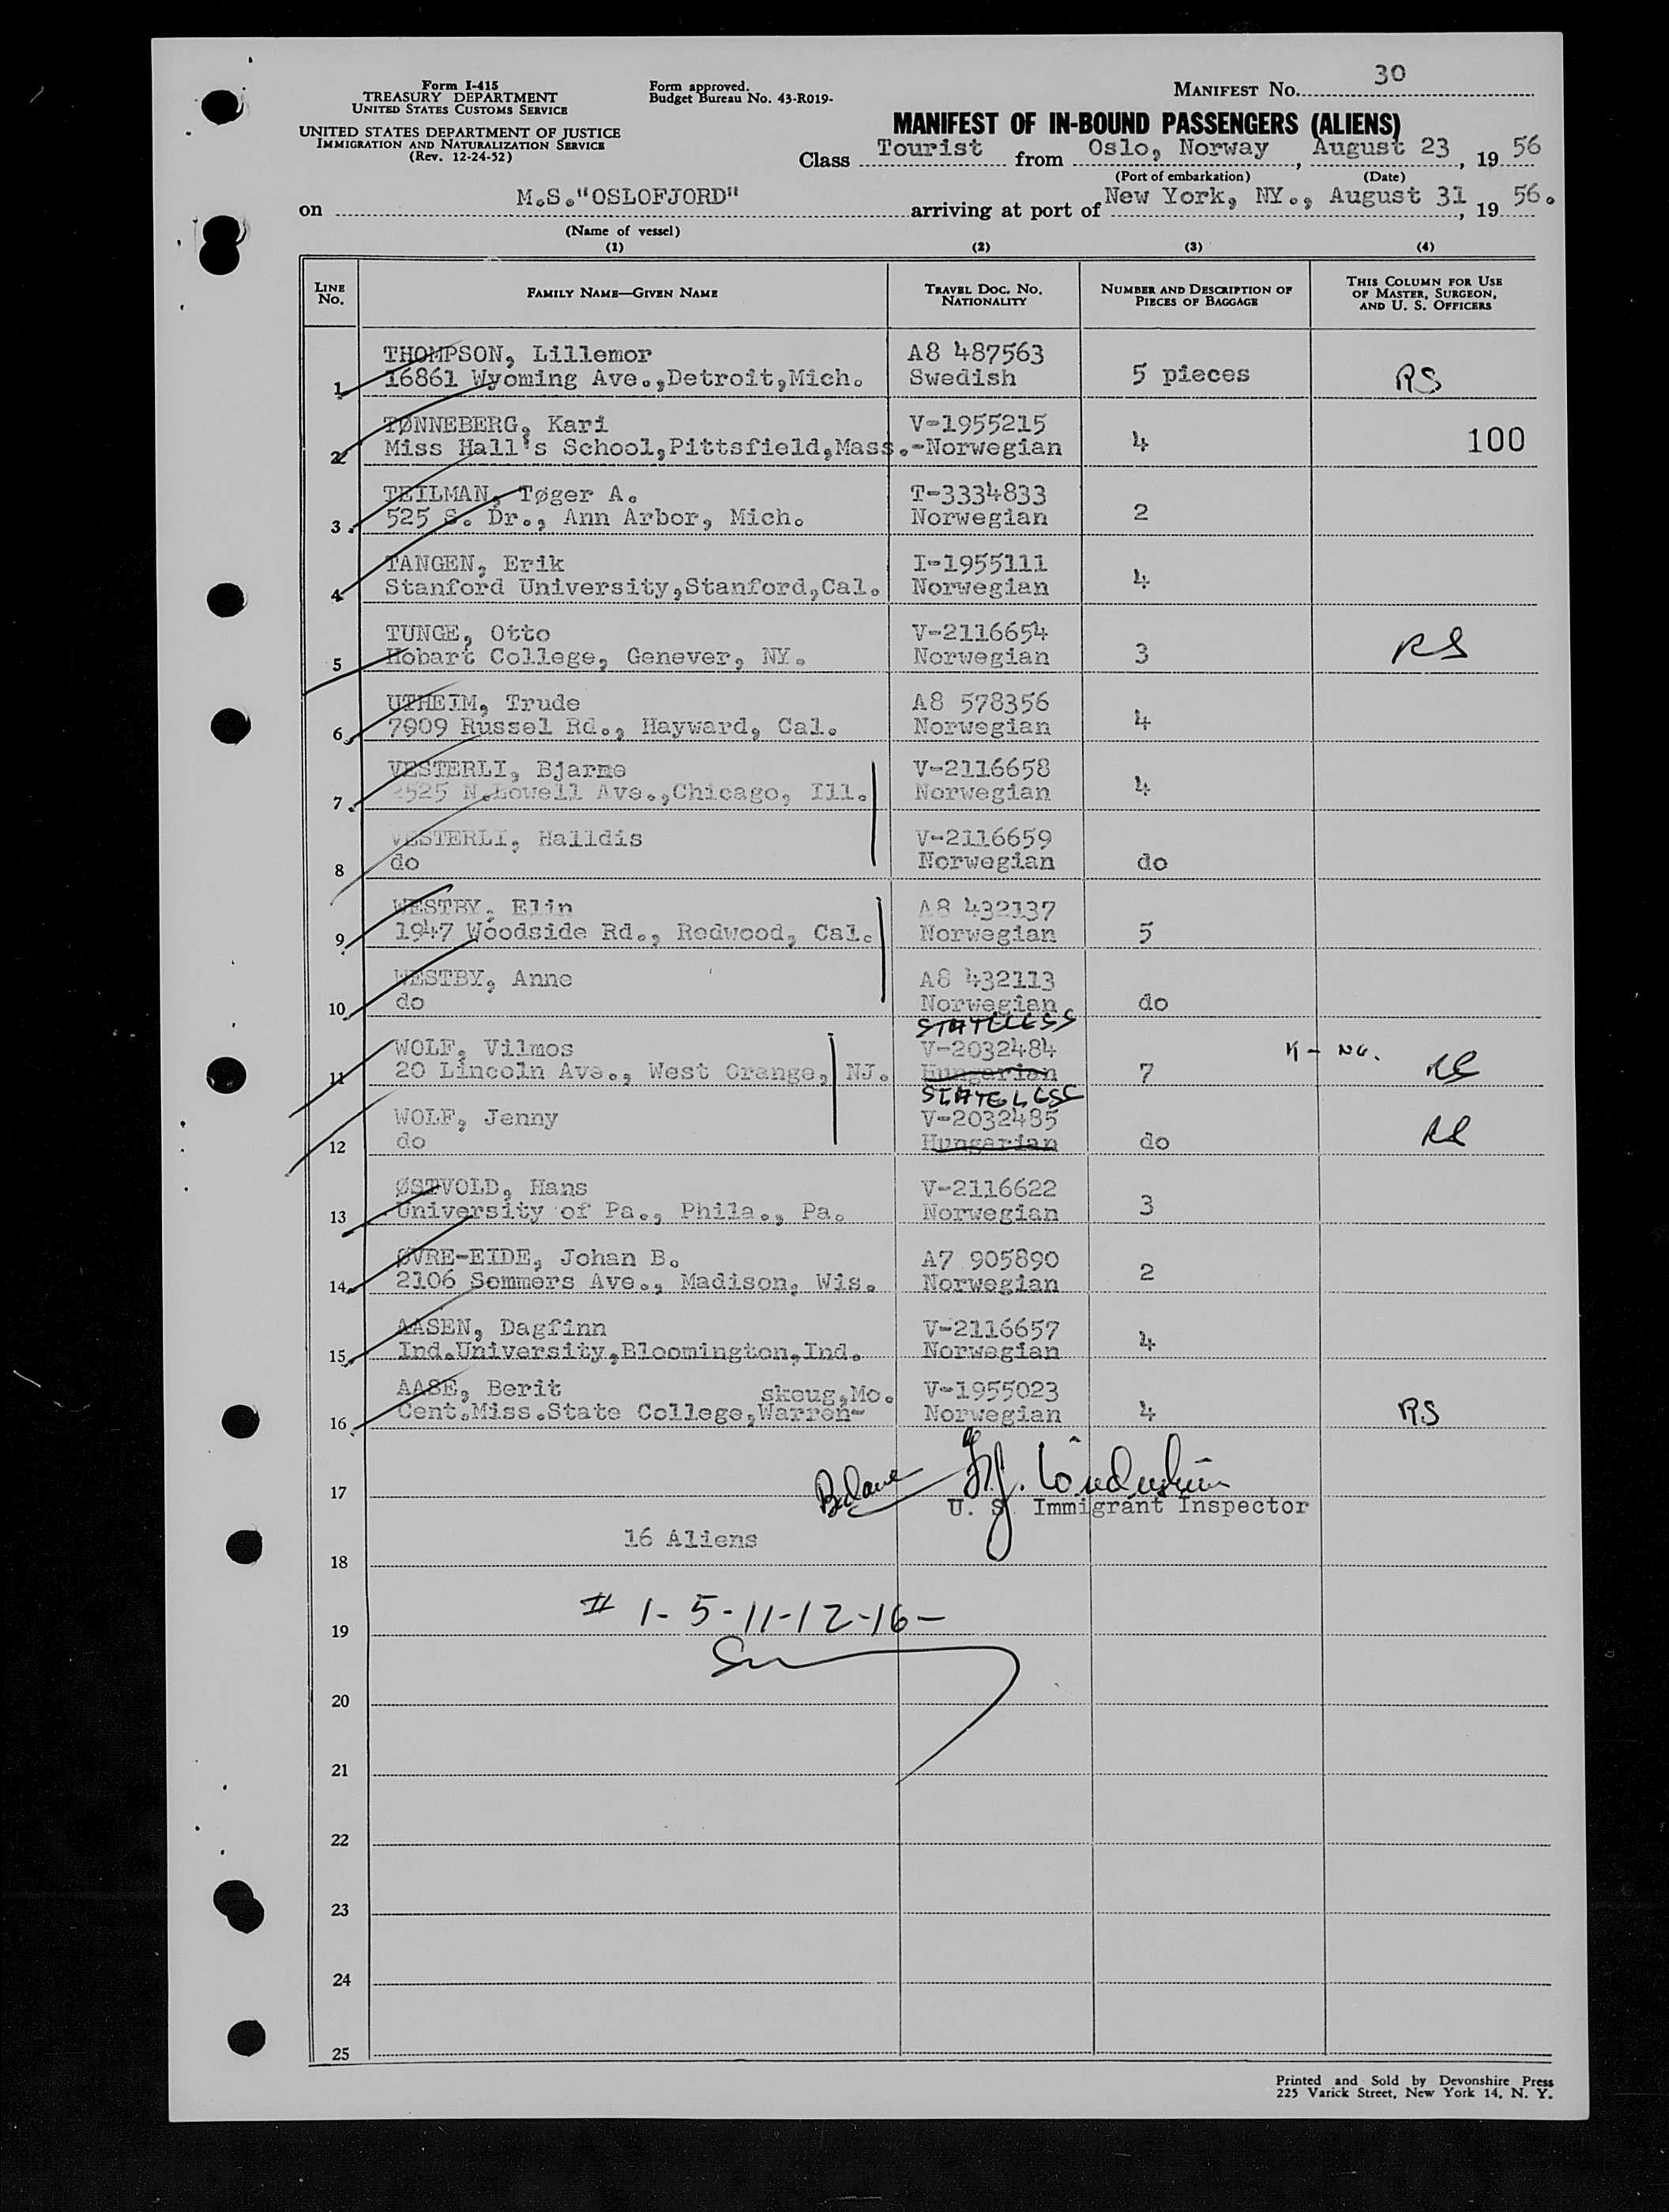 Form I-415
TREASURY DEPARTMENT
UNITED STATES CUSTOMS SERVICE
UNITED STATES DEPARTMENT OF JUSTICE
IMMIGRATION AND NATURALIZATION SERVICE
(Rev. 12-24-52)
Form approved.
Budget Bureau No. 43-R019-
MANIFEST No. 30
MANIFEST OF IN-BOUND PASSENGERS (ALIENS)
Class Tourist from Oslo, Norway, August 23, 19 56
(Port of embarkation) (Date)
on M.S."OSLOFJORD" arriving at port of New York, NY., August 31, 19 56.
(Name of vessel)
(1) (2) (3) (4)
LINE No. FAMILY NAME—GIVEN NAME TRAVEL DOC. No. NATIONALITY NUMBER AND DESCRIPTION OF PIECES OF BAGGAGE THIS COLUMN FOR USE OF MASTER, SURGEON, AND U. S. OFFICERS
THOMPSON, Lillemor A8 487563
1 16861 Wyoming Ave.,Detroit,Mich. Swedish 5 pieces RS
TØNNEBERG, Kari V-1955215
2 Miss Hall's School,Pittsfield,Mass.-Norwegian 4 100
TEILMAN, Tøger A. T-3334833
3 525 S. Dr., Ann Arbor, Mich. Norwegian 2
TANGEN, Erik I-1955111
4 Stanford University,Stanford,Cal. Norwegian 4
TUNGE, Otto V-2116654
5 Hobart College, Genever, NY. Norwegian 3 RS
UTHEIM, Trude A8 578356
6 7909 Russel Rd., Hayward, Cal. Norwegian 4
VESTERLI, Bjarne V-2116658
7 2525 N.Lowell Ave.,Chicago, Ill. Norwegian 4
VESTERLI, Halldis V-2116659
8 do Norwegian do
WESTBY, Elin A8 432137
9 1947 Woodside Rd., Redwood, Cal. Norwegian 5
WESTBY, Anne A8 432113
10 do Norwegian do
STATELESS
WOLF, Vilmos V-2032484 K - NG.
11 20 Lincoln Ave., West Orange, NJ. Hungarian 7 RS
STATELESS
WOLF, Jenny V-2032485
12 do Hungarian do RS
ØSTVOLD, Hans V-2116622
13 University of Pa., Phila., Pa. Norwegian 3
ØVRE-EIDE, Johan B. A7 905890
14 2106 Sommers Ave., Madison, Wis. Norwegian 2
AASEN, Dagfinn V-2116657
15 Ind.University,Bloomington,Ind. Norwegian 4
AASE, Berit skeug,Mo. V-1955023
16 Cent.Miss.State College,Warren- Norwegian 4 RS
17 U. S. Immigrant Inspector
16 Aliens
18
# 1-5-11-12-16-
19
20
21
22
23
24
25
Printed and Sold by Devonshire Press
225 Varick Street, New York 14, N. Y.